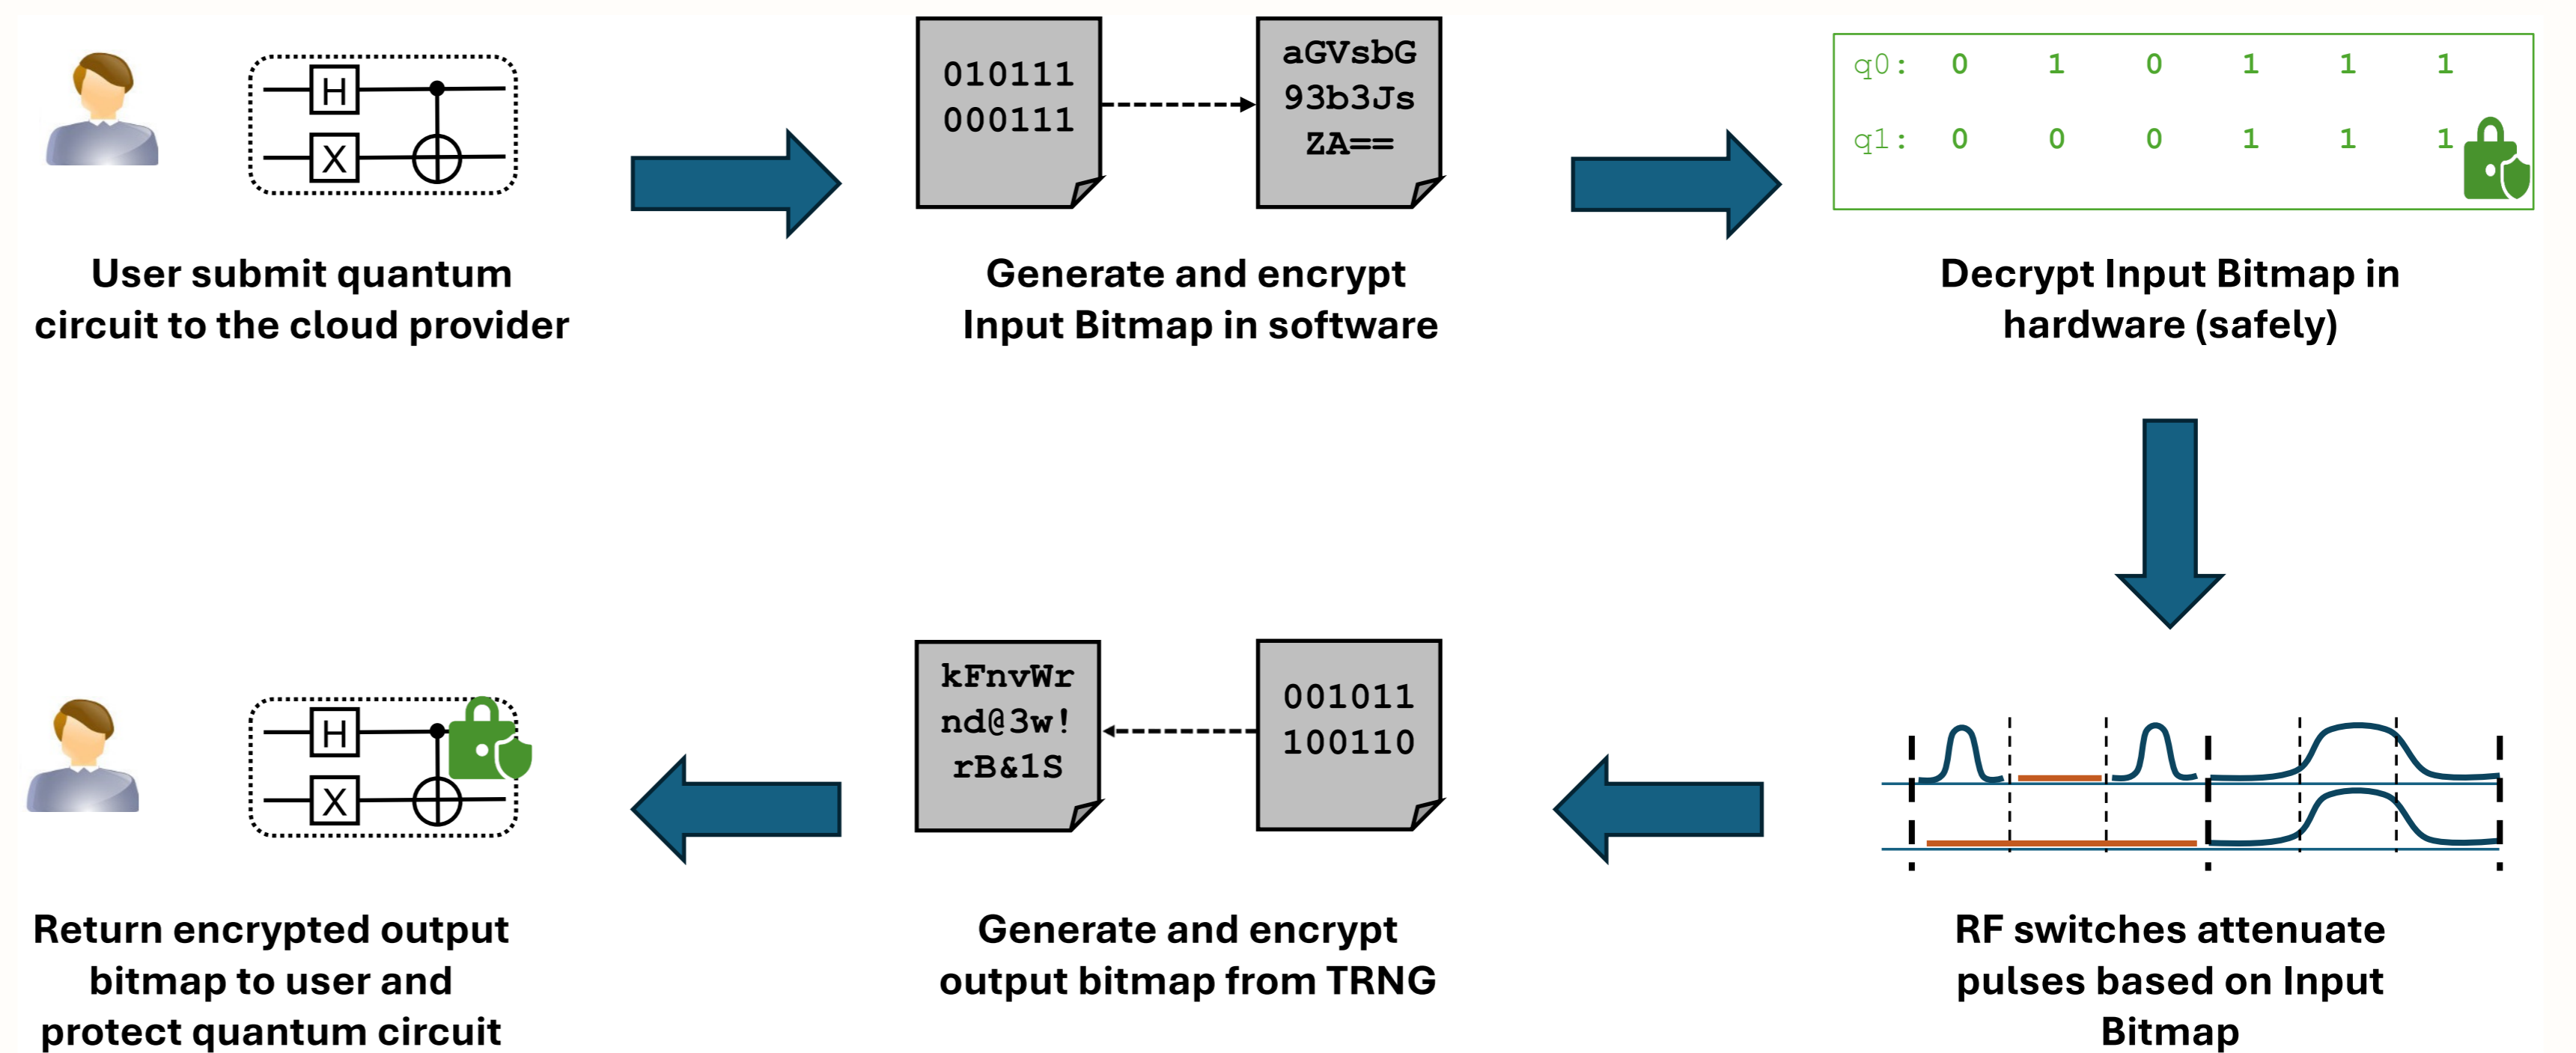 H
X
User submit quantum
circuit to the cloud provider
010111
000111
aGVsbG
93b3Js
ZA==
Generate and encrypt
Input Bitmap in software
q0: 0 1 0 1 1 1
q1: 0 0 0 1 1 1
Decrypt Input Bitmap in
hardware (safely)
RF switches attenuate
pulses based on Input
Bitmap
001011
100110
kFnvWr
nd@3w!
rB&1S
Generate and encrypt
output bitmap from TRNG
H
X
Return encrypted output
bitmap to user and
protect quantum circuit